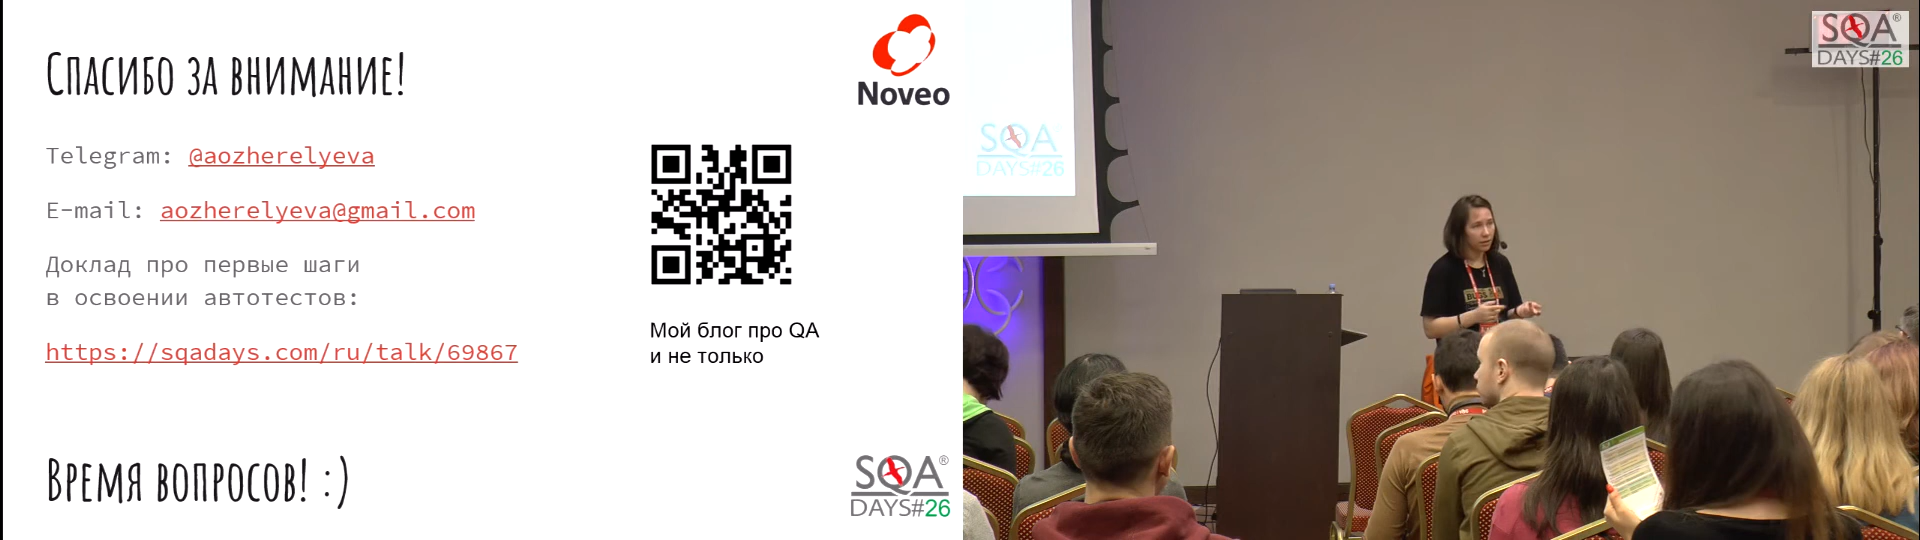 Спасибо за внимание!
Noveo
Telegram: @aozherelyeva
E-mail: aozherelyeva@gmail.com
Доклад про первые шаги
в освоении автотестов:
https://sqadays.com/ru/talk/69867
Мой блог про QA
и не только
Время вопросов! :)
SQA®
DAYS#26
SQA
DAYS#26
SQA®
DAYS#26